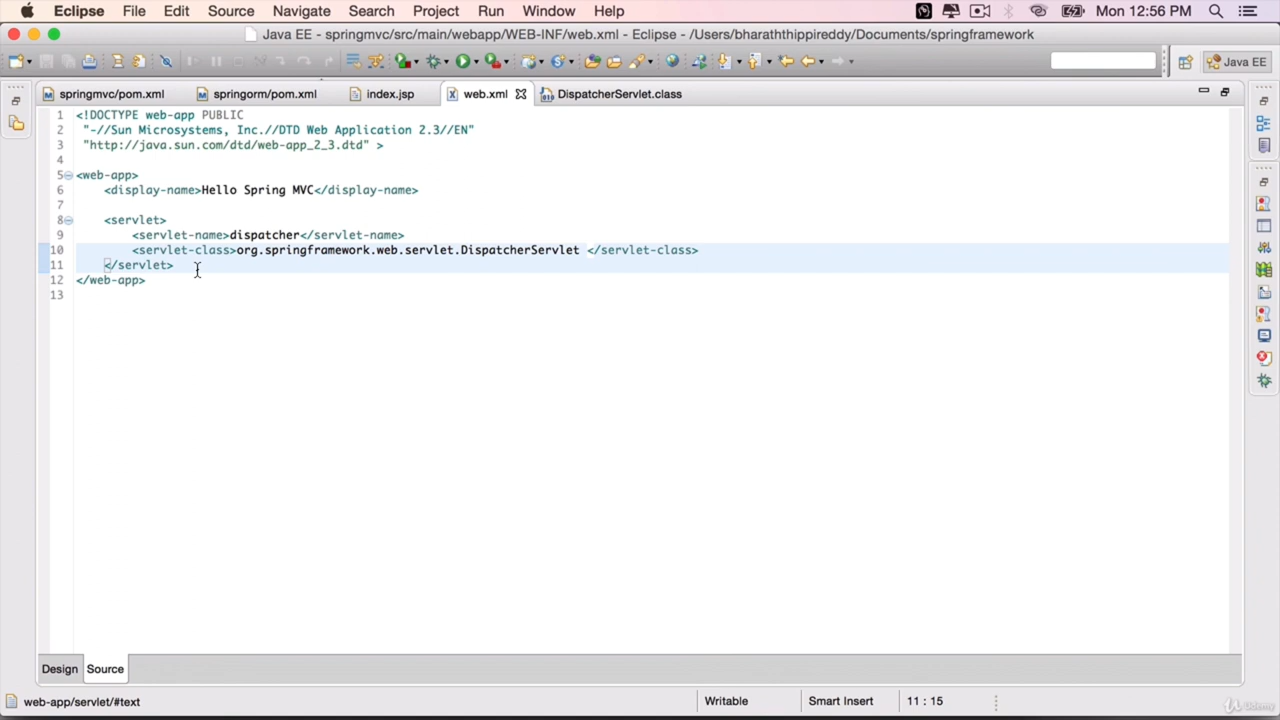 Eclipse File Edit Source Navigate Search Project Run Window Help Mon 12:56 PM
Java EE - springmvc/src/main/webapp/WEB-INF/web.xml - Eclipse - /Users/bharaththippireddy/Documents/springframework
Java EE
springmvc/pom.xml springorm/pom.xml index.jsp web.xml DispatcherServlet.class
1 <!DOCTYPE web-app PUBLIC
2 "-//Sun Microsystems, Inc.//DTD Web Application 2.3//EN"
3 "http://java.sun.com/dtd/web-app_2_3.dtd" >
4
5 <web-app>
6 <display-name>Hello Spring MVC</display-name>
7
8 <servlet>
9 <servlet-name>dispatcher</servlet-name>
10 <servlet-class>org.springframework.web.servlet.DispatcherServlet </servlet-class>
11 </servlet>
12 </web-app>
13
Design Source
web-app/servlet/#text Writable Smart Insert 11 : 15
Udemy